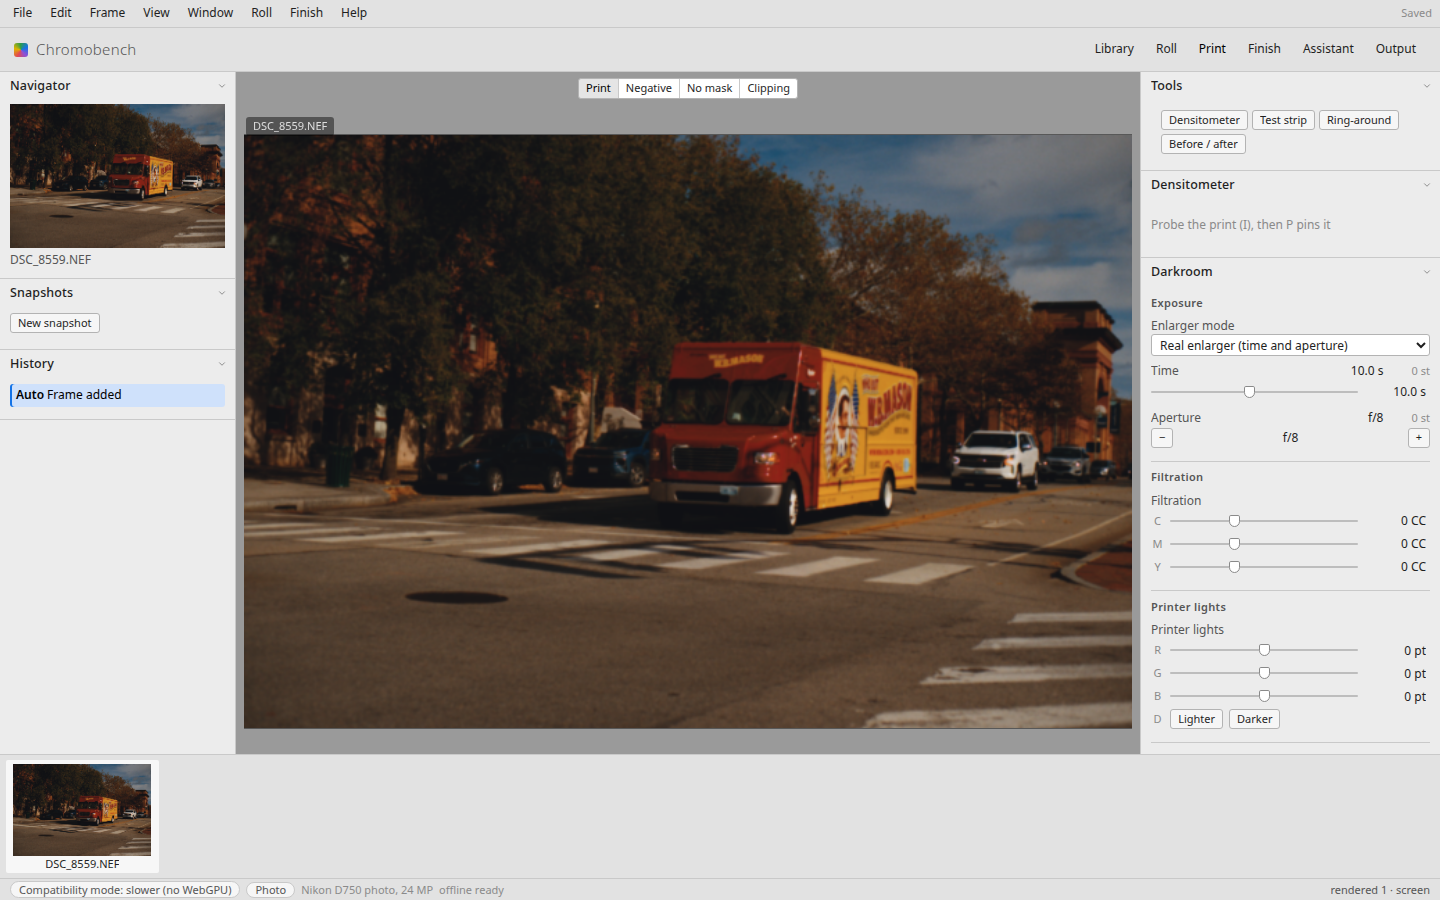 File Edit Frame View Window Roll Finish Help Saved
Chromobench Library Roll Print Finish Assistant Output
Navigator
DSC_8559.NEF
Snapshots
New snapshot
History
Auto Frame added
Print Negative No mask Clipping
DSC_8559.NEF
Tools
Densitometer Test strip Ring-around
Before / after
Densitometer
Probe the print (I), then P pins it
Darkroom
Exposure
Enlarger mode
Real enlarger (time and aperture)
Time 10.0 s 0 st
10.0 s
Aperture f/8 0 st
− f/8 +
Filtration
Filtration
C 0 CC
M 0 CC
Y 0 CC
Printer lights
Printer lights
R 0 pt
G 0 pt
B 0 pt
D Lighter Darker
DSC_8559.NEF
Compatibility mode: slower (no WebGPU) Photo Nikon D750 photo, 24 MP offline ready rendered 1 · screen